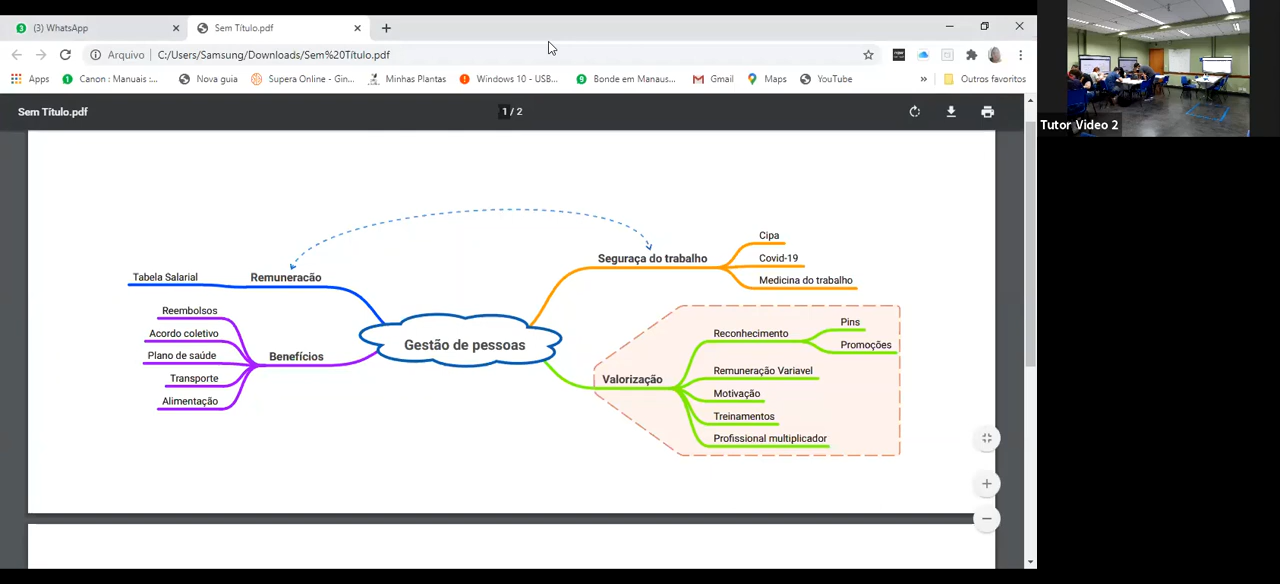 (3) WhatsApp
Sem Título.pdf
Arquivo
C:/Users/Samsung/Downloads/Sem%20Título.pdf
Apps
Canon : Manuais :...
Nova guia
Supera Online - Gin...
Minhas Plantas
Windows 10 - USB...
Bonde em Manaus...
Gmail
Maps
YouTube
»
Outros favoritos
Tutor Video 2
Sem Título.pdf
1 / 2
Cipa
Seguraça do trabalho
Covid-19
Medicina do trabalho
Tabela Salarial
Remuneracão
Reembolsos
Acordo coletivo
Plano de saúde
Benefícios
Transporte
Alimentação
Gestão de pessoas
Valorização
Reconhecimento
Pins
Promoções
Remuneração Variavel
Motivação
Treinamentos
Profissional multiplicador